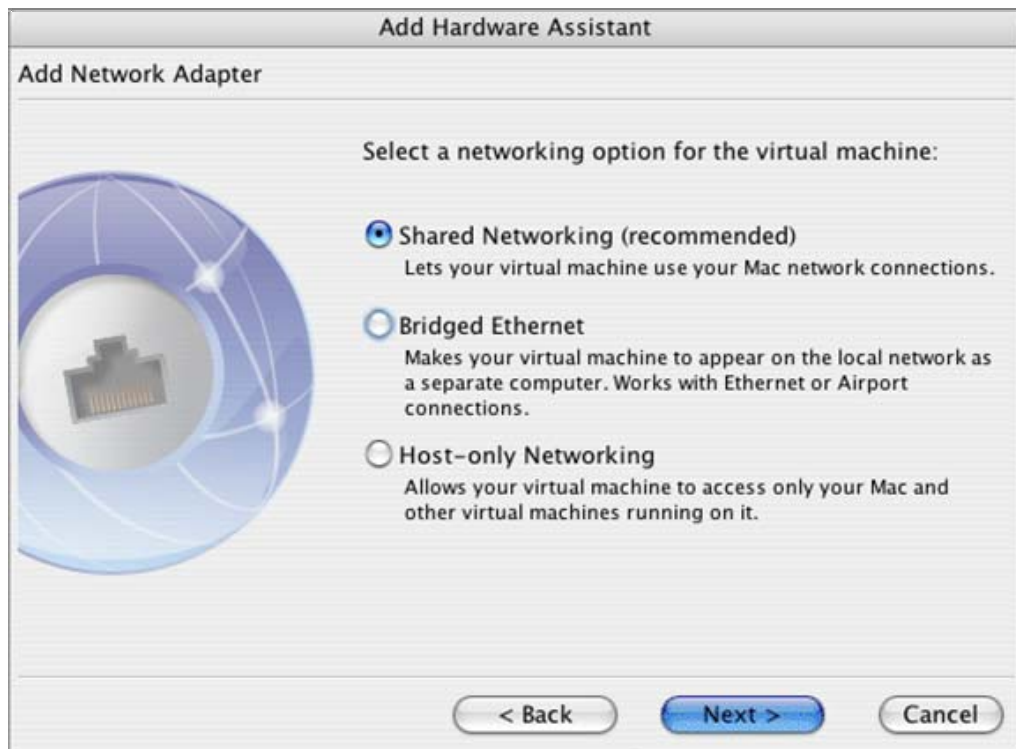 Add Hardware Assistant
Add Network Adapter
Select a networking option for the virtual machine:
Shared Networking (recommended)
Lets your virtual machine use your Mac network connections.
Bridged Ethernet
Makes your virtual machine to appear on the local network as
a separate computer. Works with Ethernet or Airport
connections.
Host-only Networking
Allows your virtual machine to access only your Mac and
other virtual machines running on it.
< Back
Next >
Cancel